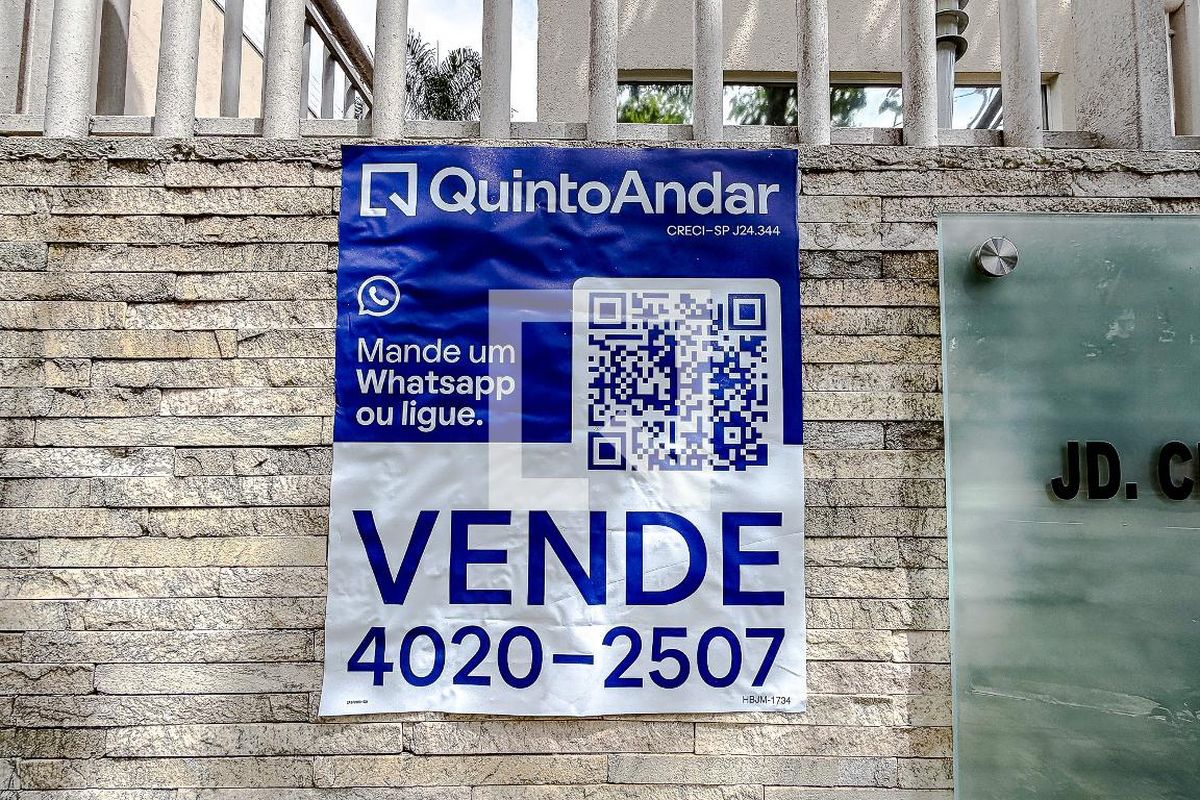 QuintoAndar
CRECI-SP J24.344
Mande um
Whatsapp
ou ligue.
VENDE
4020-2507
HBJM-1734
JD.